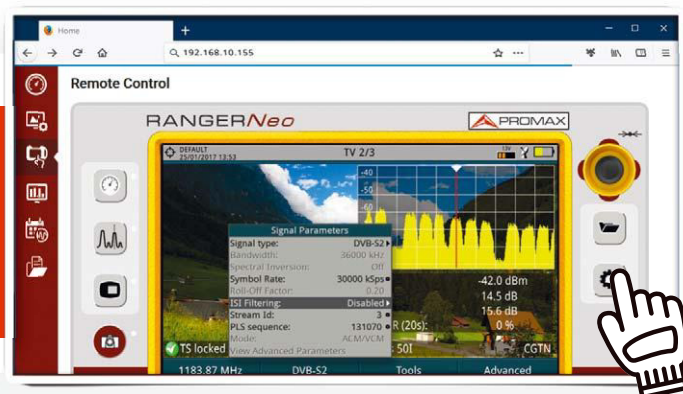 Home
192.168.10.155
Remote Control
RANGERNeo
PROMAX
DEFAULT
25/01/2017 13:53
TV 2/3
13V
-40
-50
-60
Signal Parameters
Signal type: DVB-S2
Bandwidth: 36000 kHz
Spectral Inversion: Off
Symbol Rate: 30000 kSps
Roll-Off Factor: 0.20
ISI Filtering: Disabled
Stream Id: 3
PLS sequence: 131070
Mode: ACM/VCM
View Advanced Parameters
-42.0 dBm
14.5 dB
15.6 dB
R (20s): 0 %
TS locked
: 50I
CGTN
1183.87 MHz
DVB-S2
Tools
Advanced